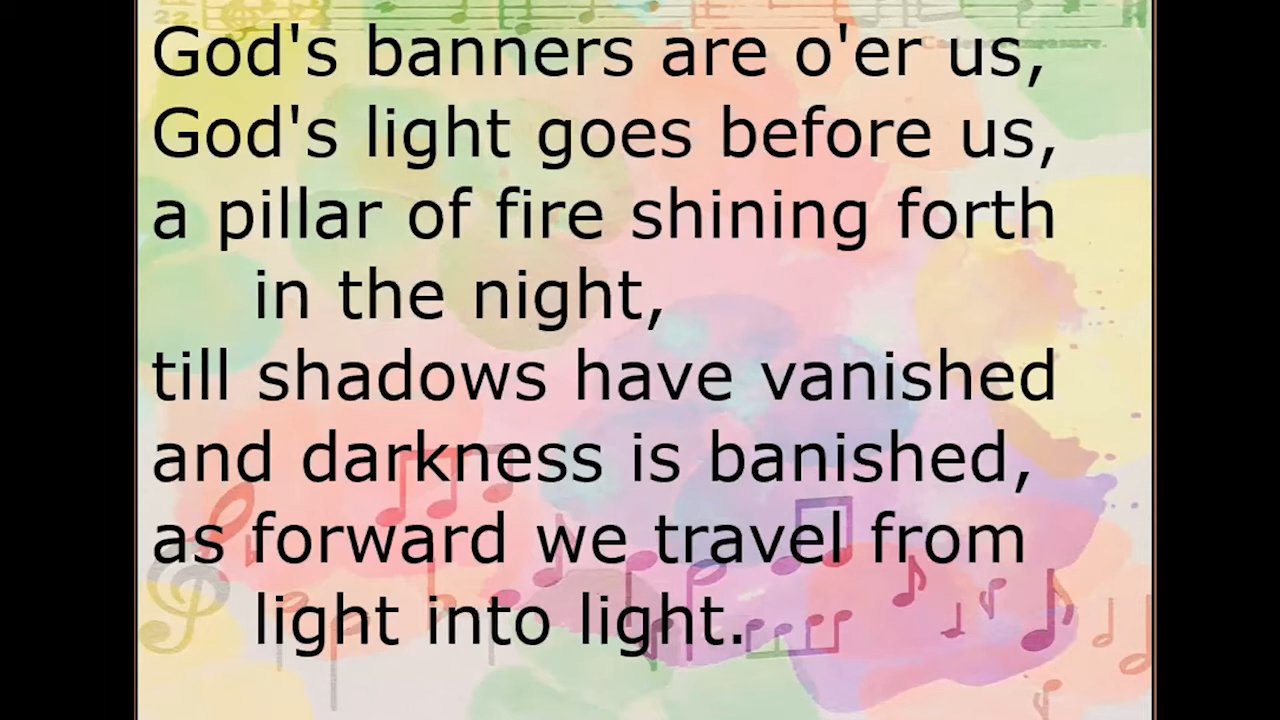 God's banners are o'er us,
God's light goes before us,
a pillar of fire shining forth
in the night,
till shadows have vanished
and darkness is banished,
as forward we travel from
light into light.